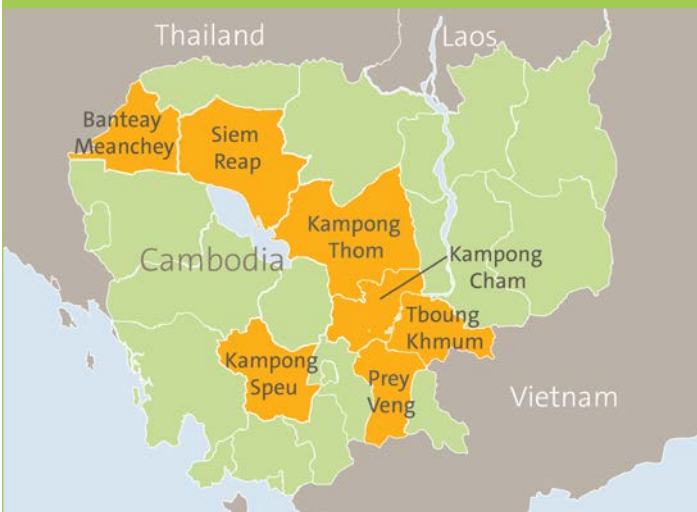 Thailand
Laos
Banteay
Meanchey
Siem
Reap
Kampong
Thom
Cambodia
Kampong
Cham
Tboung
Khmum
Kampong
Speu
Prey
Veng
Vietnam